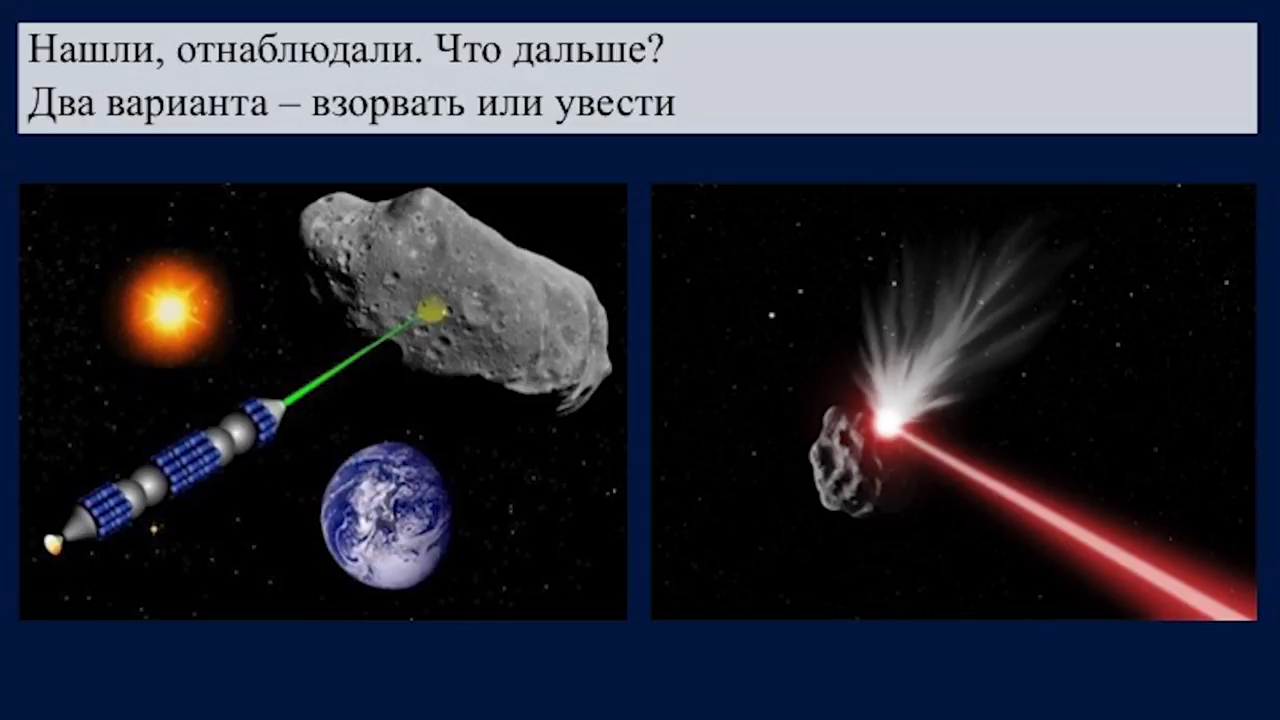 Нашли, отнаблюдали. Что дальше?
Два варианта – взорвать или увести